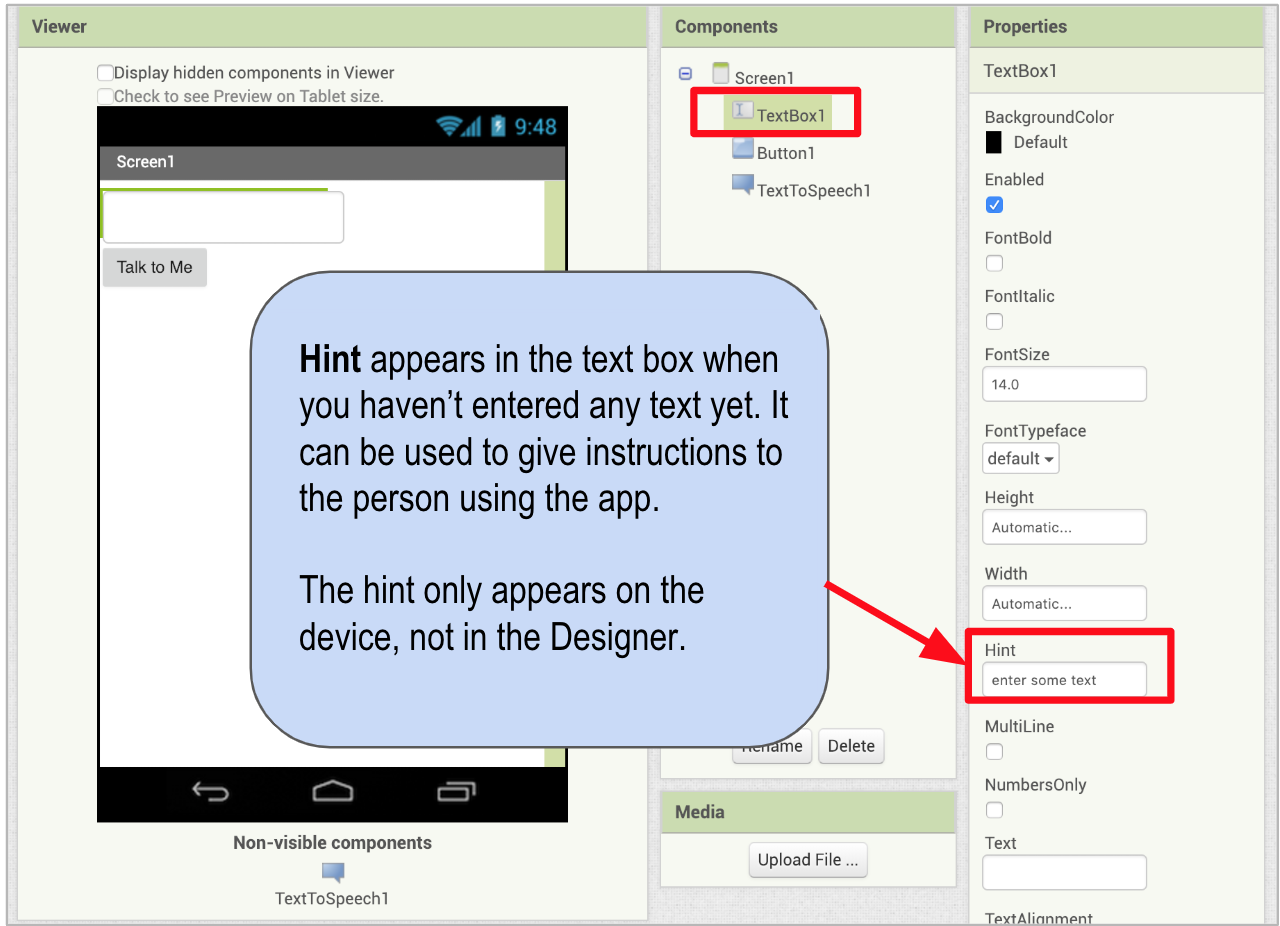 Viewer
Display hidden components in Viewer
Check to see Preview on Tablet size.
9:48
Screen1
Talk to Me
Hint appears in the text box when
you haven’t entered any text yet. It
can be used to give instructions to
the person using the app.
The hint only appears on the
device, not in the Designer.
Non-visible components
TextToSpeech1
Components
Screen1
TextBox1
Button1
TextToSpeech1
Rename
Delete
Media
Upload File ...
Properties
TextBox1
BackgroundColor
Default
Enabled
FontBold
FontItalic
FontSize
14.0
FontTypeface
default
Height
Automatic...
Width
Automatic...
Hint
enter some text
MultiLine
NumbersOnly
Text
TextAlignment